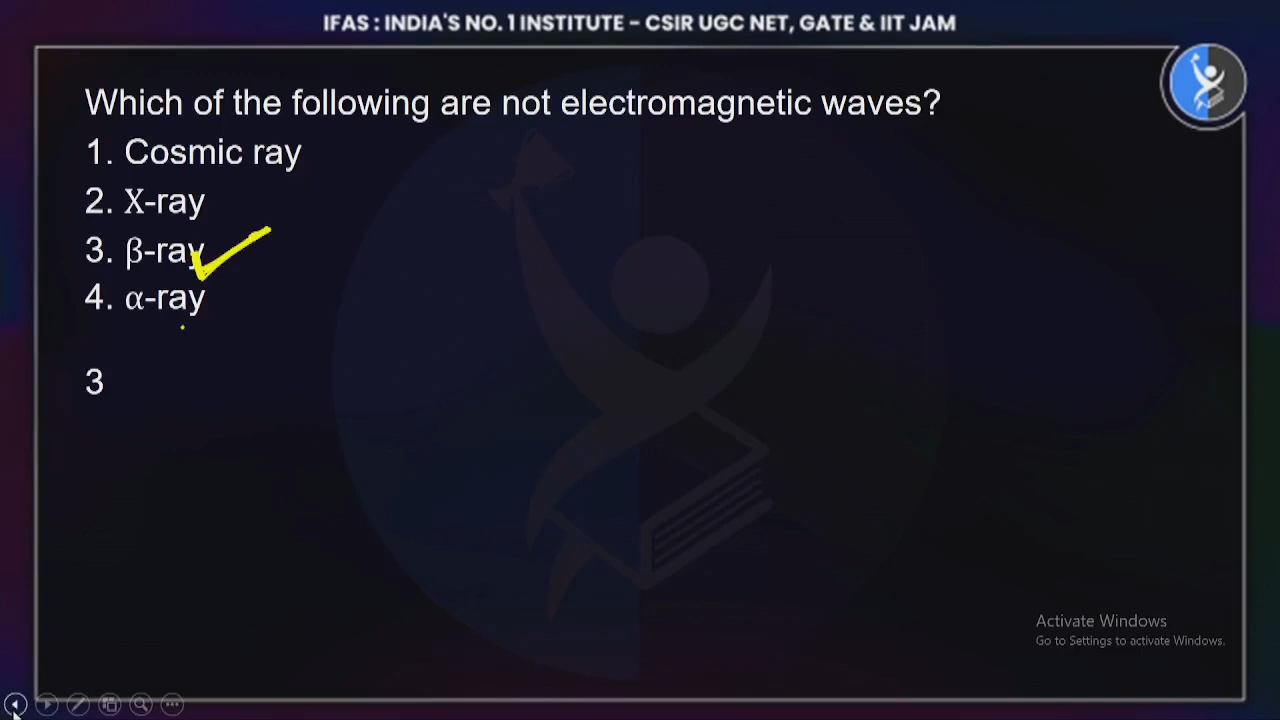 IFAS : INDIA'S NO. 1 INSTITUTE – CSIR UGC NET, GATE & IIT JAM
Which of the following are not electromagnetic waves?
1. Cosmic ray
2. X-ray
3. β-ray
4. α-ray
3
Activate Windows
Go to Settings to activate Windows.